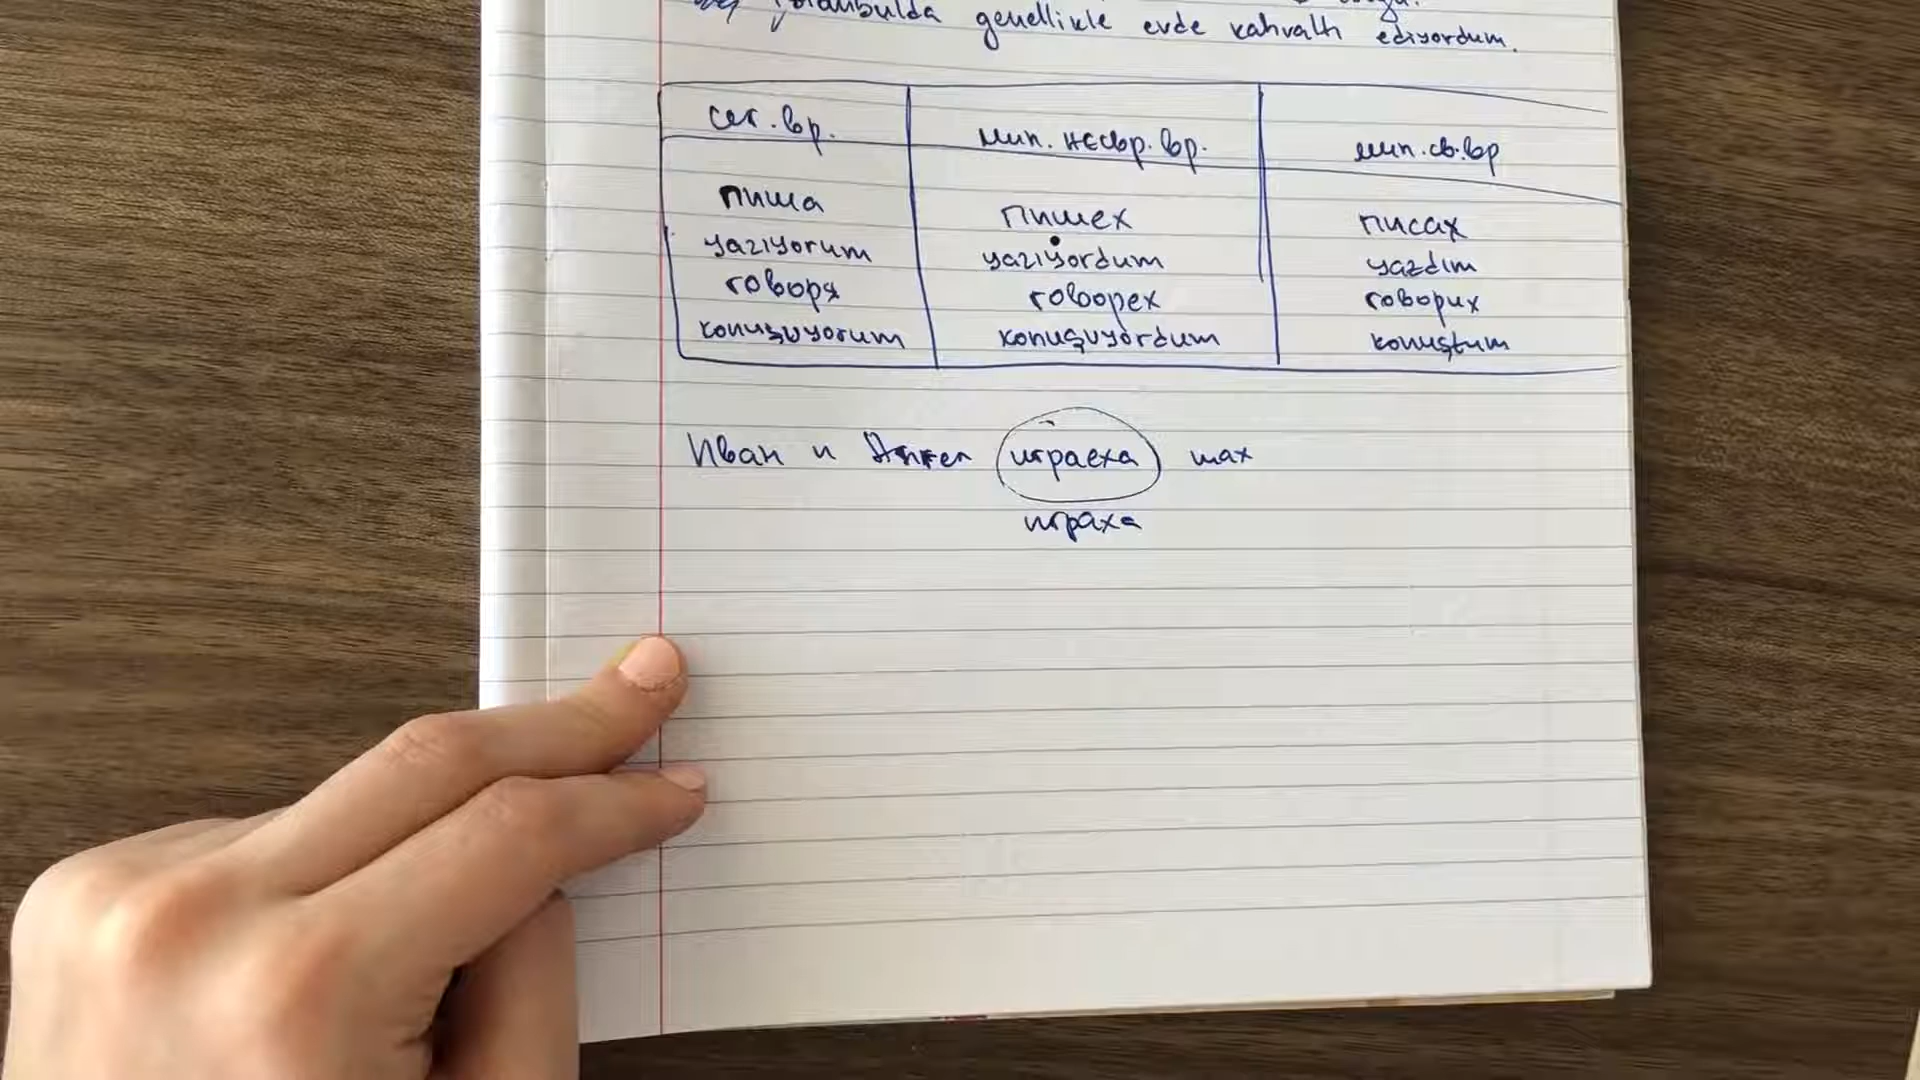 İstanbulda genellikle evde kahvaltı ediyordum.
сег. вр. мин. несвр. вр. мин. св. вр
пиша пишех писах
yazıyorum yazıyordum yazdım
говоря говорех говорих
konuşuyorum konuşuyordum konuştum
Иван и играеха шах
играха